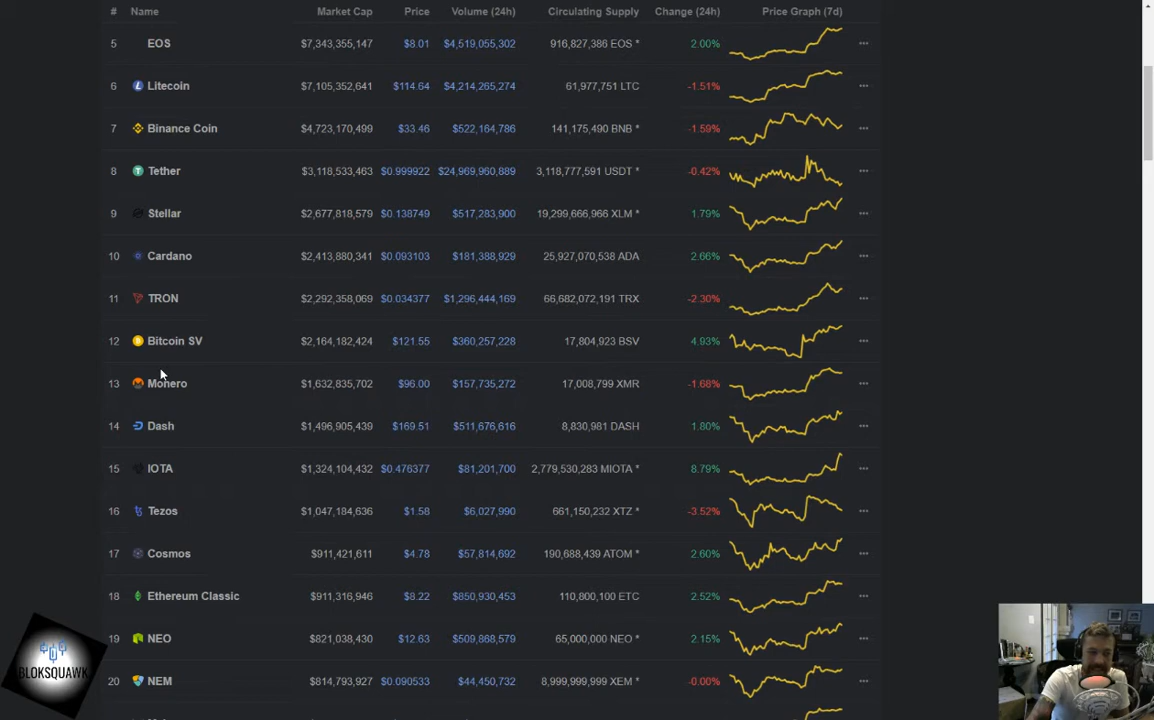 # Name Market Cap Price Volume (24h) Circulating Supply Change (24h) Price Graph (7d)
5 EOS $7,343,355,147 $8.01 $4,519,055,302 916,827,386 EOS * 2.00% ...
6 Litecoin $7,105,352,641 $114.64 $4,214,265,274 61,977,751 LTC -1.51% ...
7 Binance Coin $4,723,170,499 $33.46 $522,164,786 141,175,490 BNB * -1.59% ...
8 Tether $3,118,533,463 $0.999922 $24,969,960,889 3,118,777,591 USDT * -0.42% ...
9 Stellar $2,677,818,579 $0.138749 $517,283,900 19,299,666,966 XLM * 1.79% ...
10 Cardano $2,413,880,341 $0.093103 $181,388,929 25,927,070,538 ADA 2.66% ...
11 TRON $2,292,358,069 $0.034377 $1,296,444,169 66,682,072,191 TRX -2.30% ...
12 Bitcoin SV $2,164,182,424 $121.55 $360,257,228 17,804,923 BSV 4.93% ...
13 Monero $1,632,835,702 $96.00 $157,735,272 17,008,799 XMR -1.68% ...
14 Dash $1,496,905,439 $169.51 $511,676,616 8,830,981 DASH 1.80% ...
15 IOTA $1,324,104,432 $0.476377 $81,201,700 2,779,530,283 MIOTA * 8.79% ...
16 Tezos $1,047,184,636 $1.58 $6,027,990 661,150,232 XTZ * -3.52% ...
17 Cosmos $911,421,611 $4.78 $57,814,692 190,688,439 ATOM * 2.60% ...
18 Ethereum Classic $911,316,946 $8.22 $850,930,453 110,800,100 ETC 2.52% ...
19 NEO $821,038,430 $12.63 $509,868,579 65,000,000 NEO * 2.15% ...
20 NEM $814,793,927 $0.090533 $44,450,732 8,999,999,999 XEM * -0.00% ...
BLOKSQUAWK